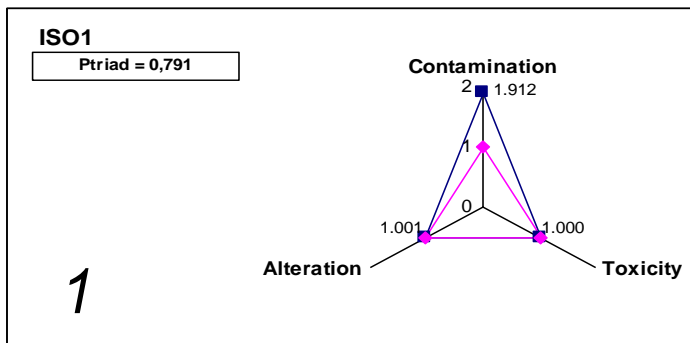 ISO1
Ptriad = 0,791
Contamination
2 1.912
1
0
1.001 1.000
Alteration Toxicity
1